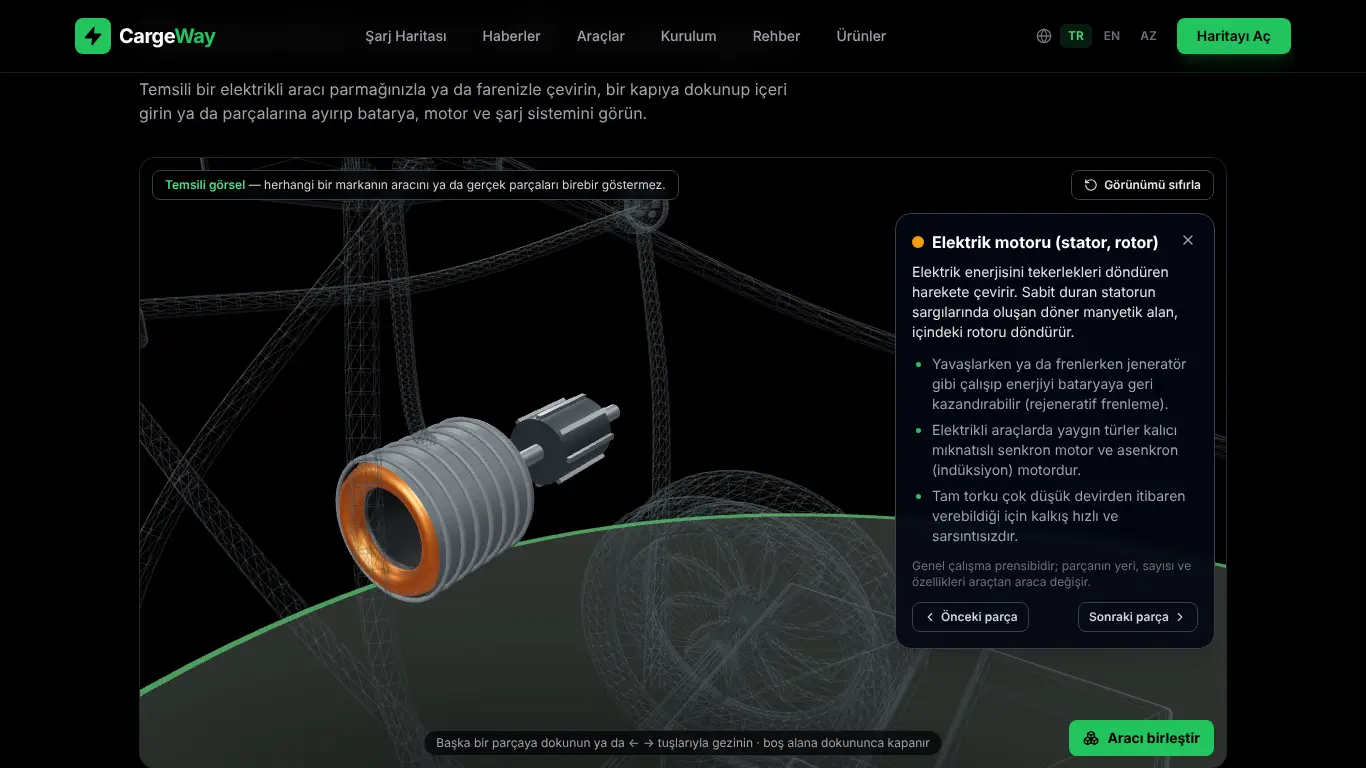 CargeWay
Şarj Haritası
Haberler
Araçlar
Kurulum
Rehber
Ürünler
TR
EN
AZ
Haritayı Aç
Temsili bir elektrikli aracı parmağınızla ya da farenizle çevirin, bir kapıya dokunup içeri
girin ya da parçalarına ayırıp batarya, motor ve şarj sistemini görün.
Temsili görsel — herhangi bir markanın aracını ya da gerçek parçaları birebir göstermez.
Görünümü sıfırla
Elektrik motoru (stator, rotor)
Elektrik enerjisini tekerlekleri döndüren
harekete çevirir. Sabit duran statorun
sargılarında oluşan döner manyetik alan,
içindeki rotoru döndürür.
Yavaşlarken ya da frenlerken jeneratör
gibi çalışıp enerjiyi bataryaya geri
kazandırabilir (rejeneratif frenleme).
Elektrikli araçlarda yaygın türler kalıcı
mıknatıslı senkron motor ve asenkron
(indüksiyon) motordur.
Tam torku çok düşük devirden itibaren
verebildiği için kalkış hızlı ve
sarsıntısızdır.
Genel çalışma prensibidir; parçanın yeri, sayısı ve
özellikleri araçtan araca değişir.
Önceki parça
Sonraki parça
Başka bir parçaya dokunun ya da ← → tuşlarıyla gezinin · boş alana dokununca kapanır
Aracı birleştir